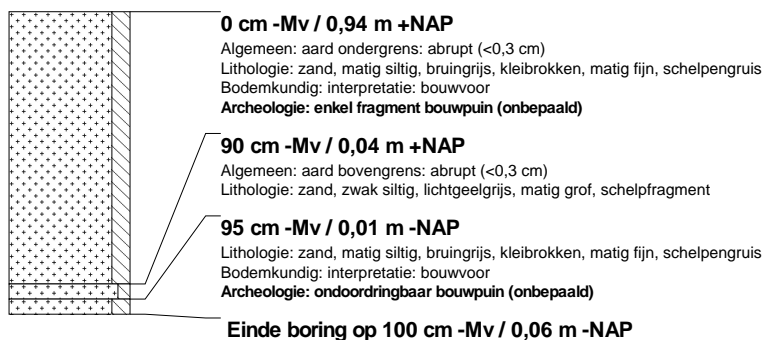 0 cm -Mv / 0,94 m +NAP
Algemeen: aard ondergrens: abrupt (<0,3 cm)
Lithologie: zand, matig siltig, bruingrijs, kleibrokken, matig fijn, schelpengruis
Bodemkundig: interpretatie: bouwvoor
Archeologie: enkel fragment bouwpuin (onbepaald)
90 cm -Mv / 0,04 m +NAP
Algemeen: aard bovengrens: abrupt (<0,3 cm)
Lithologie: zand, zwak siltig, lichtgeelgrijs, matig grof, schelpfragment
95 cm -Mv / 0,01 m -NAP
Lithologie: zand, matig siltig, bruingrijs, kleibrokken, matig fijn, schelpengruis
Bodemkundig: interpretatie: bouwvoor
Archeologie: ondoordringbaar bouwpuin (onbepaald)
Einde boring op 100 cm -Mv / 0,06 m -NAP